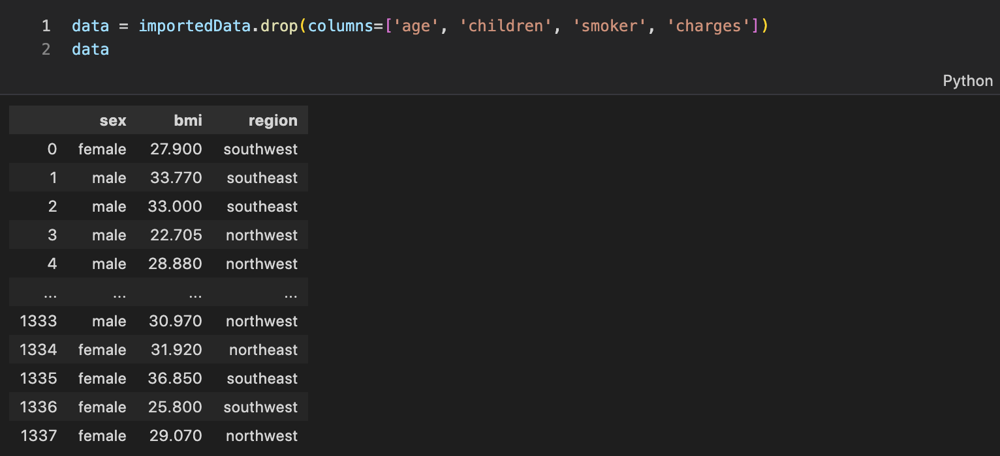 1 data = importedData.drop(columns=['age', 'children', 'smoker', 'charges'])
2 data
Python
sex bmi region
0 female 27.900 southwest
1 male 33.770 southeast
2 male 33.000 southeast
3 male 22.705 northwest
4 male 28.880 northwest
... ... ... ...
1333 male 30.970 northwest
1334 female 31.920 northeast
1335 female 36.850 southeast
1336 female 25.800 southwest
1337 female 29.070 northwest